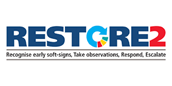 RESTORE2
Recognise early soft-signs, Take observations, Respond, Escalate